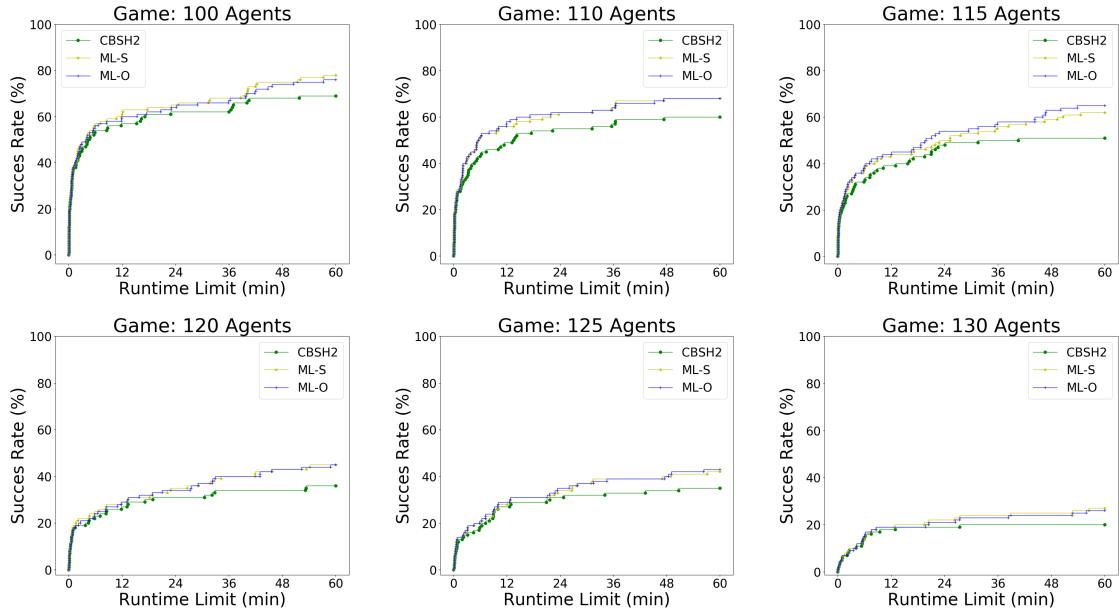 Game: 100 Agents
100
80
60
40
20
0
Succes Rate (%)
CBSH2
ML-S
ML-O
0 12 24 36 48 60
Runtime Limit (min)
Game: 110 Agents
100
80
60
40
20
0
Succes Rate (%)
CBSH2
ML-S
ML-O
0 12 24 36 48 60
Runtime Limit (min)
Game: 115 Agents
100
80
60
40
20
0
Succes Rate (%)
CBSH2
ML-S
ML-O
0 12 24 36 48 60
Runtime Limit (min)
Game: 120 Agents
100
80
60
40
20
0
Succes Rate (%)
CBSH2
ML-S
ML-O
0 12 24 36 48 60
Runtime Limit (min)
Game: 125 Agents
100
80
60
40
20
0
Succes Rate (%)
CBSH2
ML-S
ML-O
0 12 24 36 48 60
Runtime Limit (min)
Game: 130 Agents
100
80
60
40
20
0
Succes Rate (%)
CBSH2
ML-S
ML-O
0 12 24 36 48 60
Runtime Limit (min)